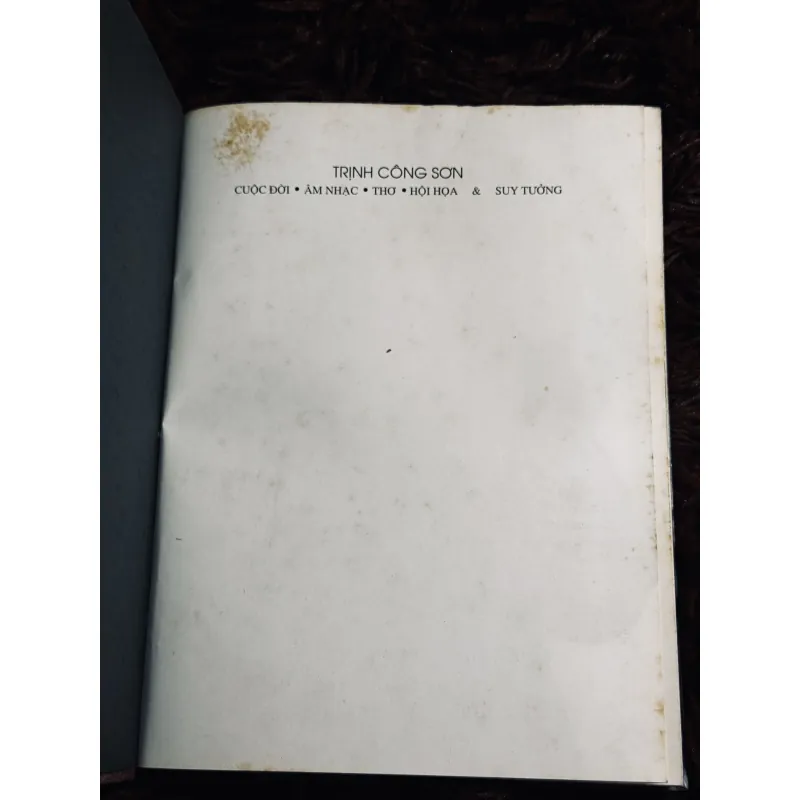 TRỊNH CÔNG SƠN
CUỘC ĐỜI • ÂM NHẠC • THƠ • HỘI HỌA & SUY TƯỞNG